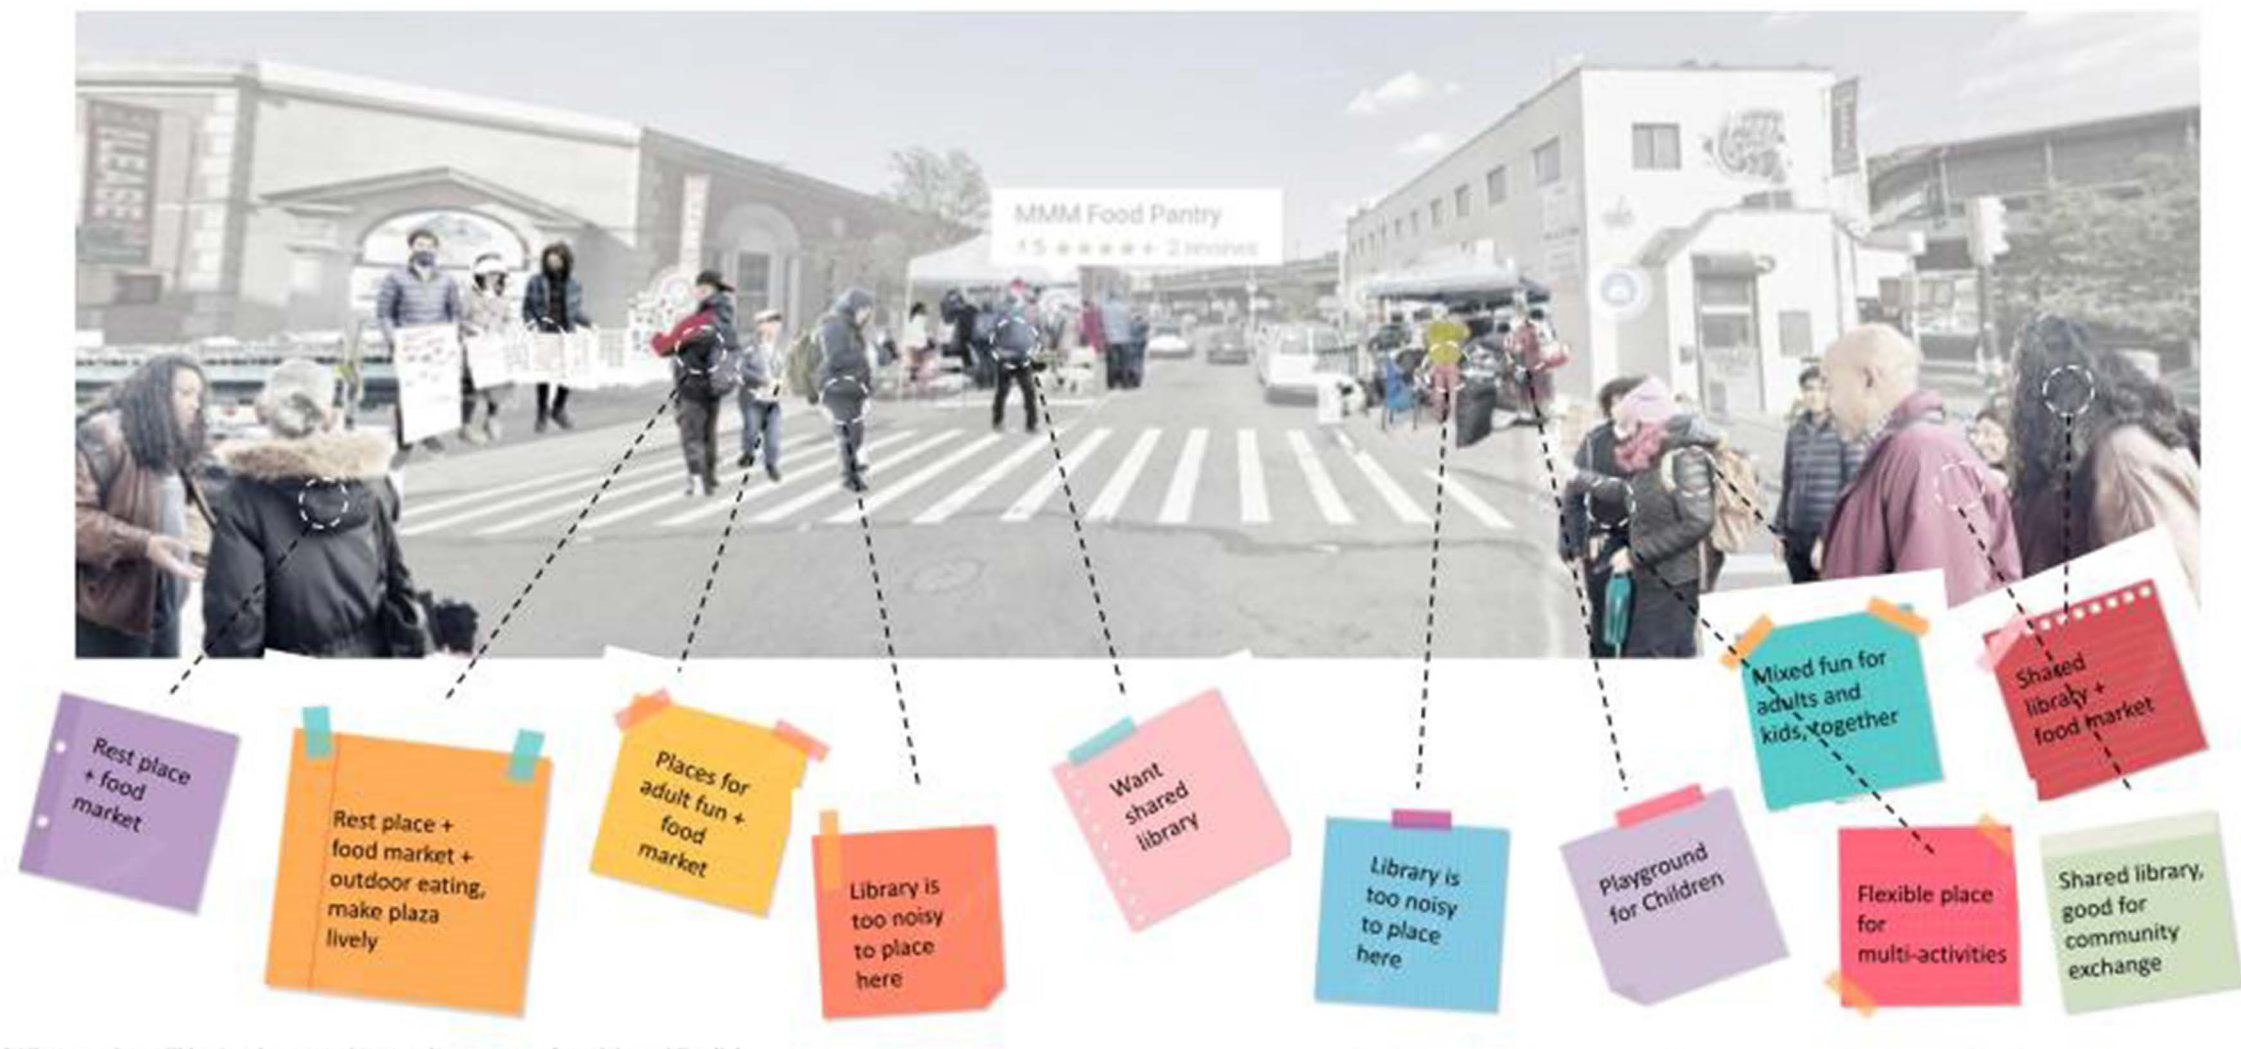 MMM Food Pantry
2 reviews
Rest place
+ food
market
Rest place +
food market +
outdoor eating,
make plaza
lively
Places for
adult fun +
food
market
Library is
too noisy
to place
here
Want
shared
library
Library is
too noisy
to place
here
Playground
for Children
Mixed fun for
adults and
kids, together
Flexible place
for
multi-activities
Shared
library +
food market
Shared library,
good for
community
exchange